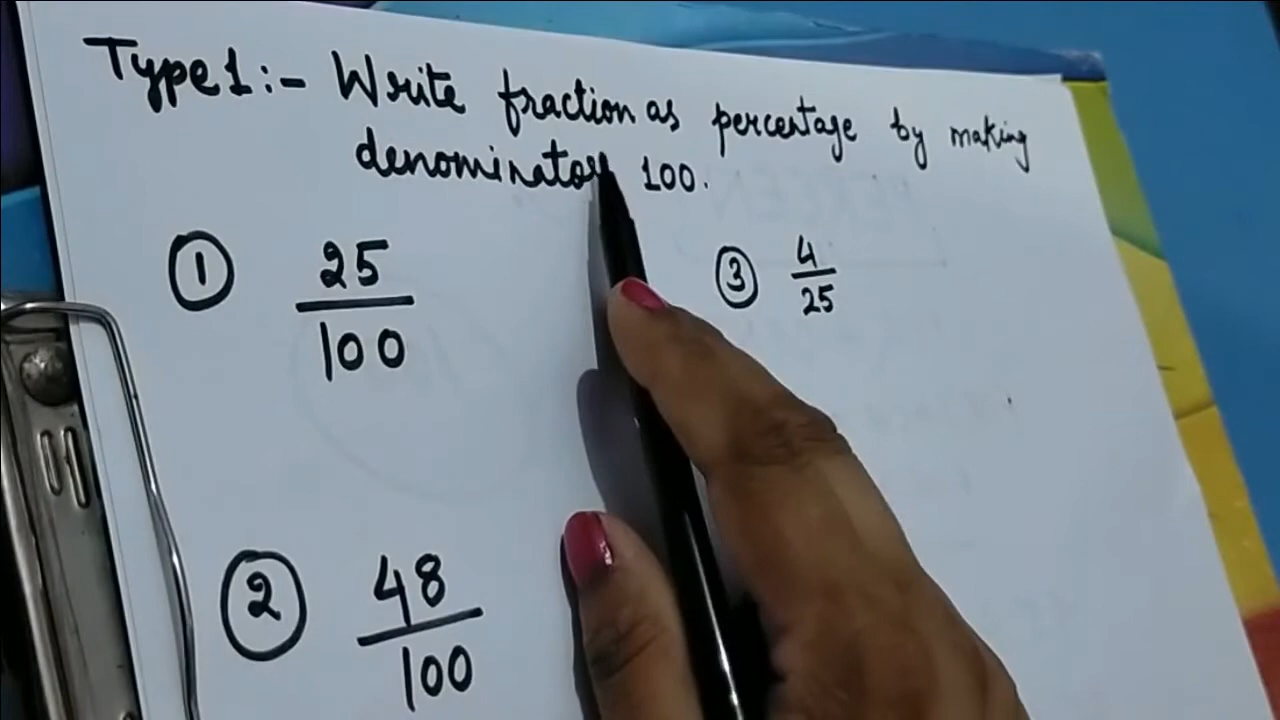 Type 1:- Write fraction as percentage by making
denominator 100.
① 25/100
③ 4/25
② 48/100